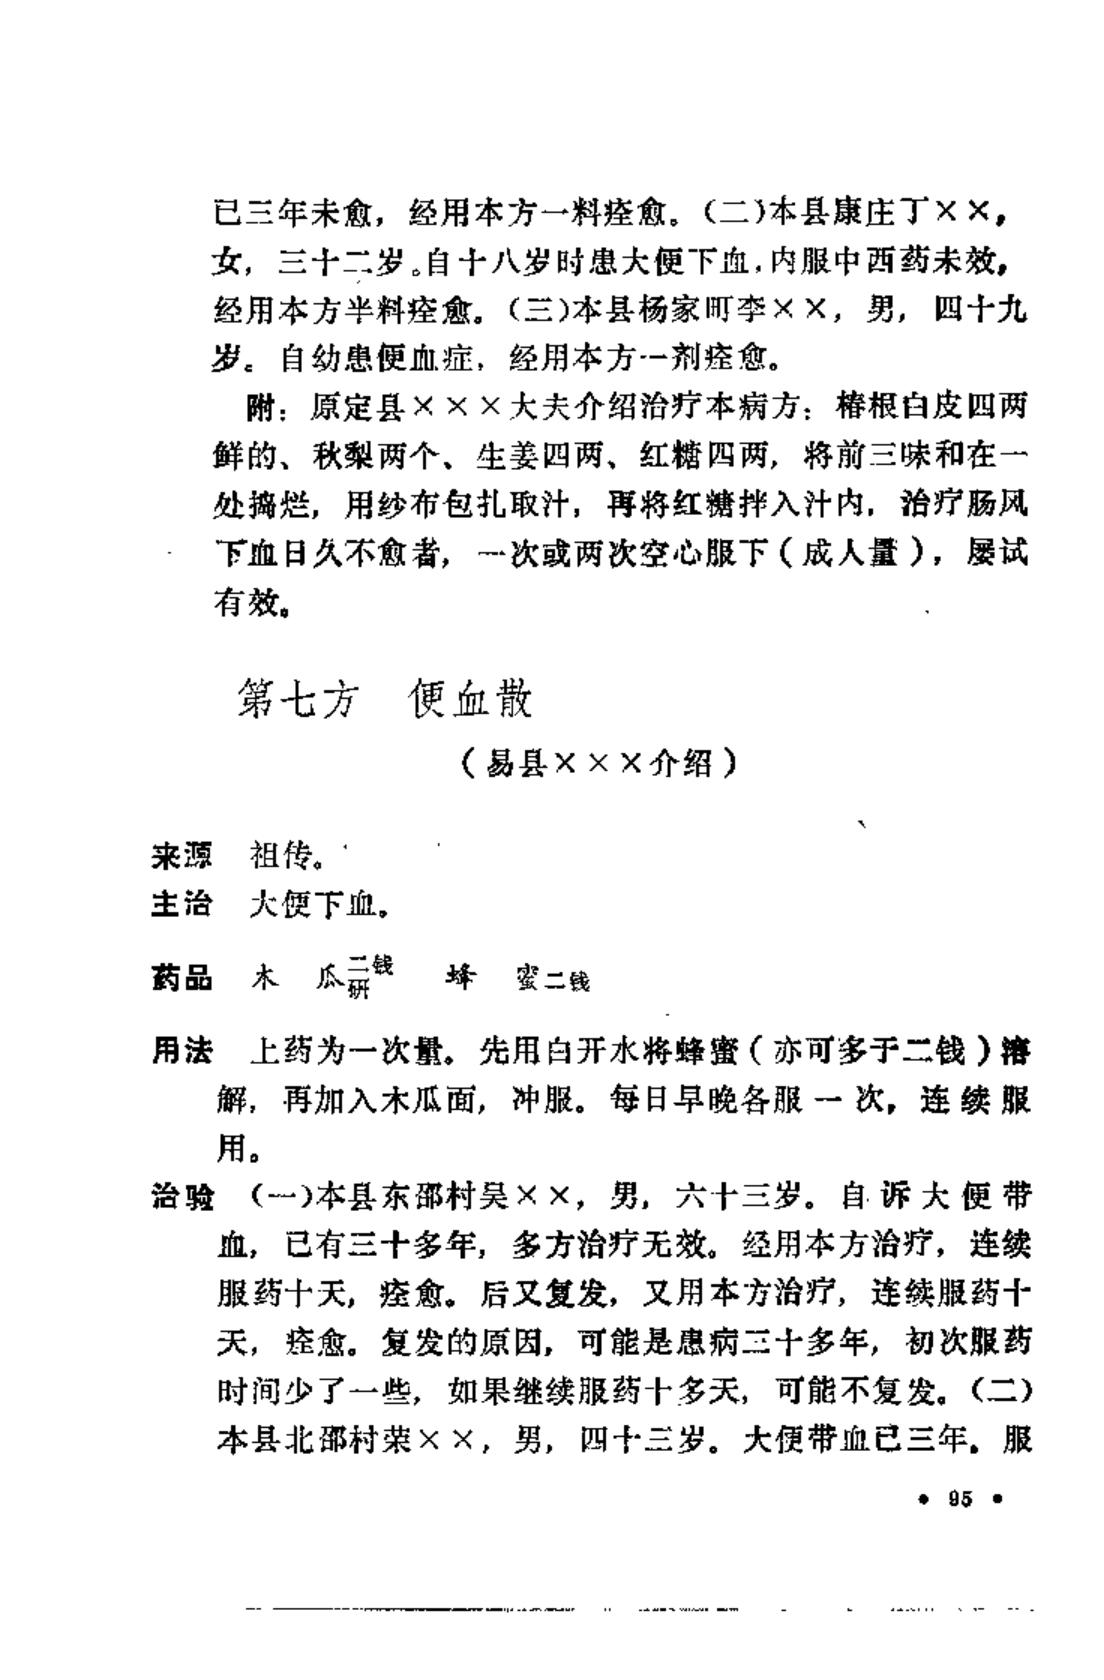 已三年未愈，经用本方一料痊愈。（二）本县康庄丁××，
女，三十二岁。自十八岁时患大便下血，内服中西药未效，
经用本方半料痊愈。（三）本县杨家町李××，男，四十九
岁。自幼患便血症，经用本方一剂痊愈。
附：原定县×××大夫介绍治疗本病方：椿根白皮四两
鲜的、秋梨两个、生姜四两、红糖四两，将前三味和在一
处捣烂，用纱布包扎取汁，再将红糖拌入汁内，治疗肠风
下血日久不愈者，一次或两次空心服下（成人量），屡试
有效。
第七方　便血散
（易县×××介绍）
来源　祖传。
主治　大便下血。
药品　木　瓜二钱研　蜂　蜜二钱
用法　上药为一次量。先用白开水将蜂蜜（亦可多于二钱）溶
解，再加入木瓜面，冲服。每日早晚各服一次，连续服
用。
治验　（一）本县东邵村吴××，男，六十三岁。自诉大便带
血，已有三十多年，多方治疗无效。经用本方治疗，连续
服药十天，痊愈。后又复发，又用本方治疗，连续服药十
天，痊愈。复发的原因，可能是患病三十多年，初次服药
时间少了一些，如果继续服药十多天，可能不复发。（二）
本县北邵村荣××，男，四十三岁。大便带血已三年。服
• 95 •